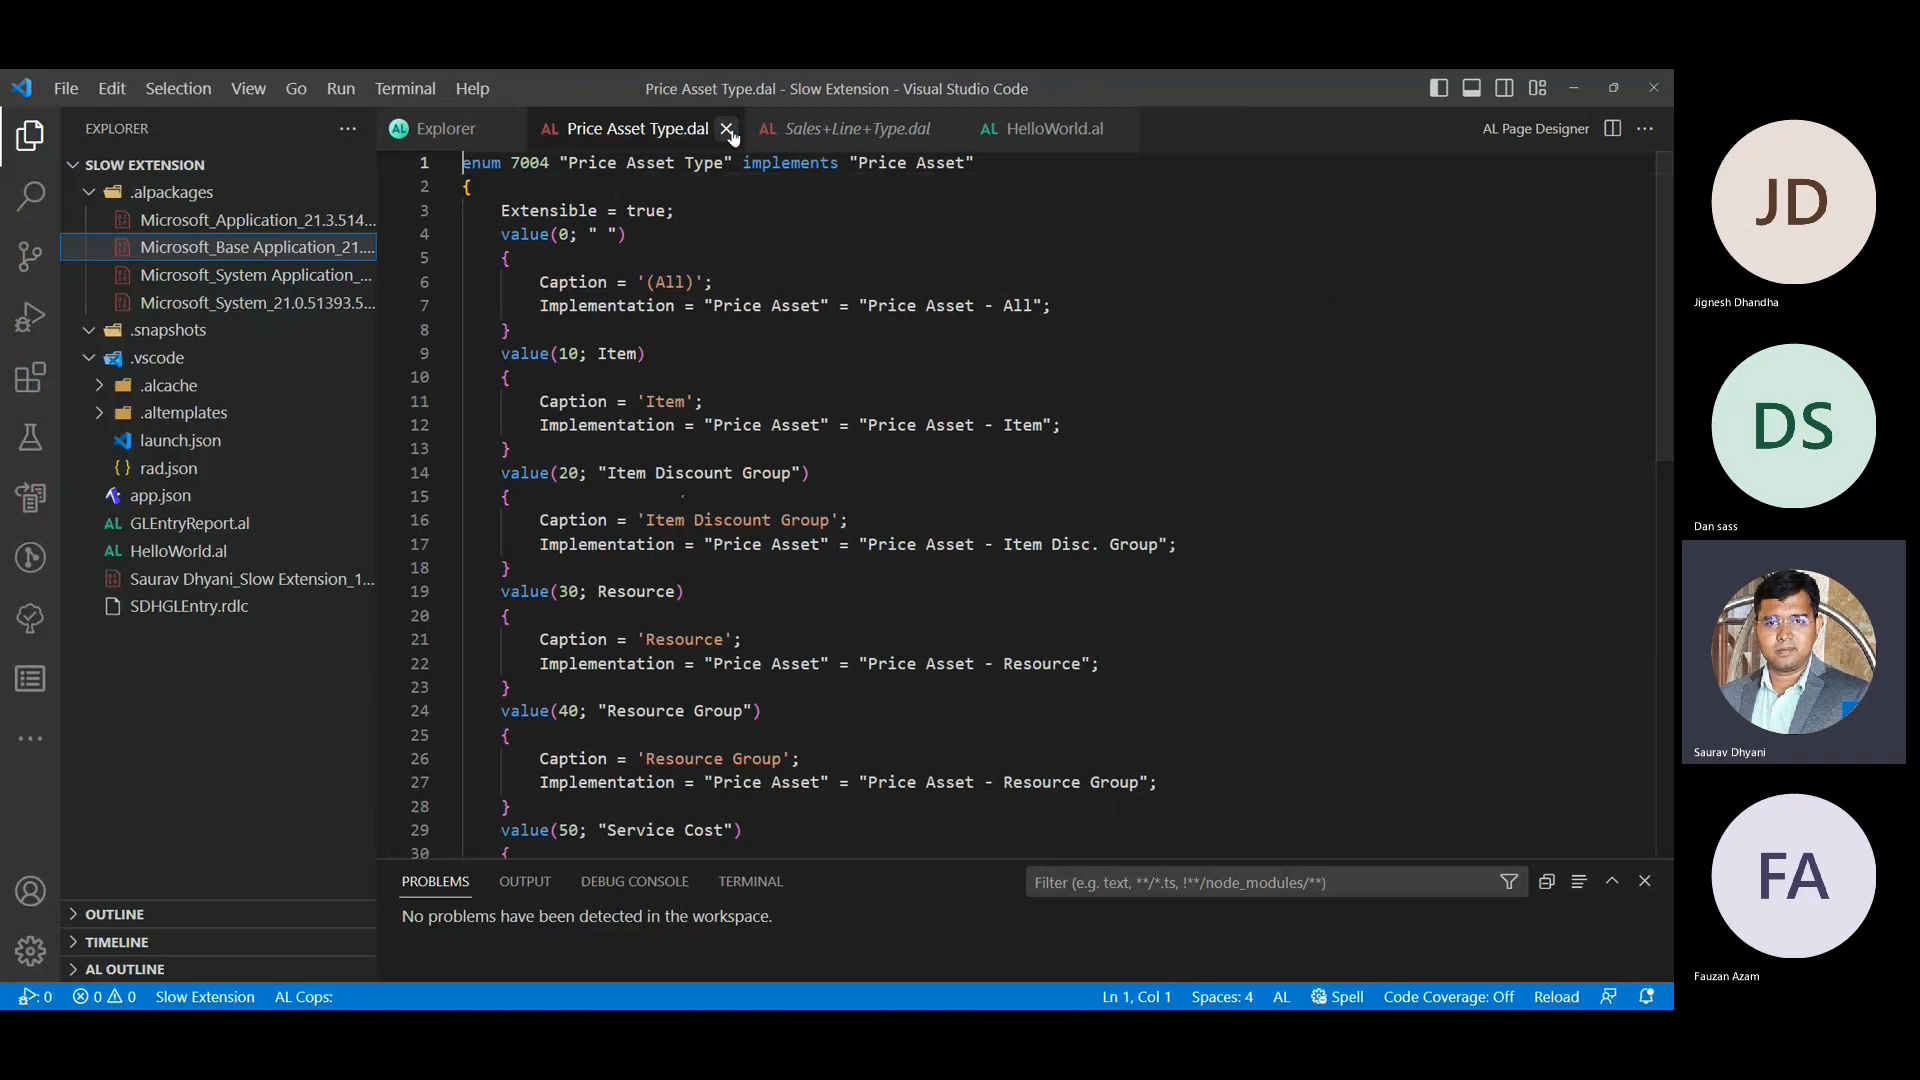 File Edit Selection View Go Run Terminal Help
Price Asset Type.dal - Slow Extension - Visual Studio Code
EXPLORER
SLOW EXTENSION
.alpackages
Microsoft_Application_21.3.514...
Microsoft_Base Application_21....
Microsoft_System Application_...
Microsoft_System_21.0.51393.5...
.snapshots
.vscode
.alcache
.altemplates
launch.json
{} rad.json
app.json
AL GLEntryReport.al
AL HelloWorld.al
Saurav Dhyani_Slow Extension_1...
SDHGLEntry.rdlc
OUTLINE
TIMELINE
AL OUTLINE
AL Explorer
AL Price Asset Type.dal
AL Sales+Line+Type.dal
AL HelloWorld.al
AL Page Designer
1 enum 7004 "Price Asset Type" implements "Price Asset"
2 {
3 Extensible = true;
4 value(0; " ")
5 {
6 Caption = '(All)';
7 Implementation = "Price Asset" = "Price Asset - All";
8 }
9 value(10; Item)
10 {
11 Caption = 'Item';
12 Implementation = "Price Asset" = "Price Asset - Item";
13 }
14 value(20; "Item Discount Group")
15 {
16 Caption = 'Item Discount Group';
17 Implementation = "Price Asset" = "Price Asset - Item Disc. Group";
18 }
19 value(30; Resource)
20 {
21 Caption = 'Resource';
22 Implementation = "Price Asset" = "Price Asset - Resource";
23 }
24 value(40; "Resource Group")
25 {
26 Caption = 'Resource Group';
27 Implementation = "Price Asset" = "Price Asset - Resource Group";
28 }
29 value(50; "Service Cost")
30 {
PROBLEMS OUTPUT DEBUG CONSOLE TERMINAL
Filter (e.g. text, **/*.ts, !**/node_modules/**)
No problems have been detected in the workspace.
: 0 0 0 Slow Extension AL Cops:
Ln 1, Col 1 Spaces: 4 AL Spell Code Coverage: Off Reload
JD
Jignesh Dhandha
DS
Dan sass
Saurav Dhyani
FA
Fauzan Azam